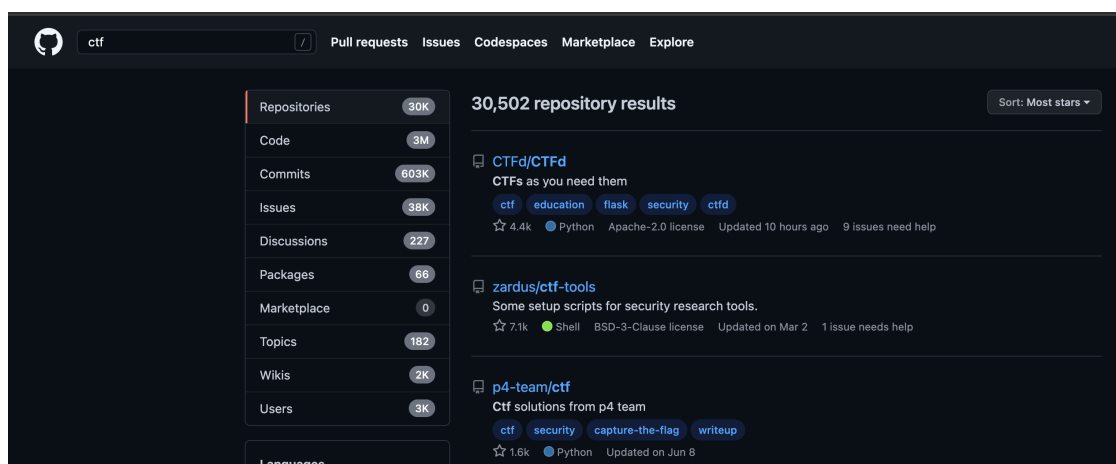 ctf
/
Pull requests Issues Codespaces Marketplace Explore
Repositories 30K
Code 3M
Commits 603K
Issues 38K
Discussions 227
Packages 66
Marketplace 0
Topics 182
Wikis 2K
Users 3K
Languages
30,502 repository results
Sort: Most stars
CTFd/CTFd
CTFs as you need them
ctf education flask security ctfd
4.4k Python Apache-2.0 license Updated 10 hours ago 9 issues need help
zardus/ctf-tools
Some setup scripts for security research tools.
7.1k Shell BSD-3-Clause license Updated on Mar 2 1 issue needs help
p4-team/ctf
Ctf solutions from p4 team
ctf security capture-the-flag writeup
1.6k Python Updated on Jun 8